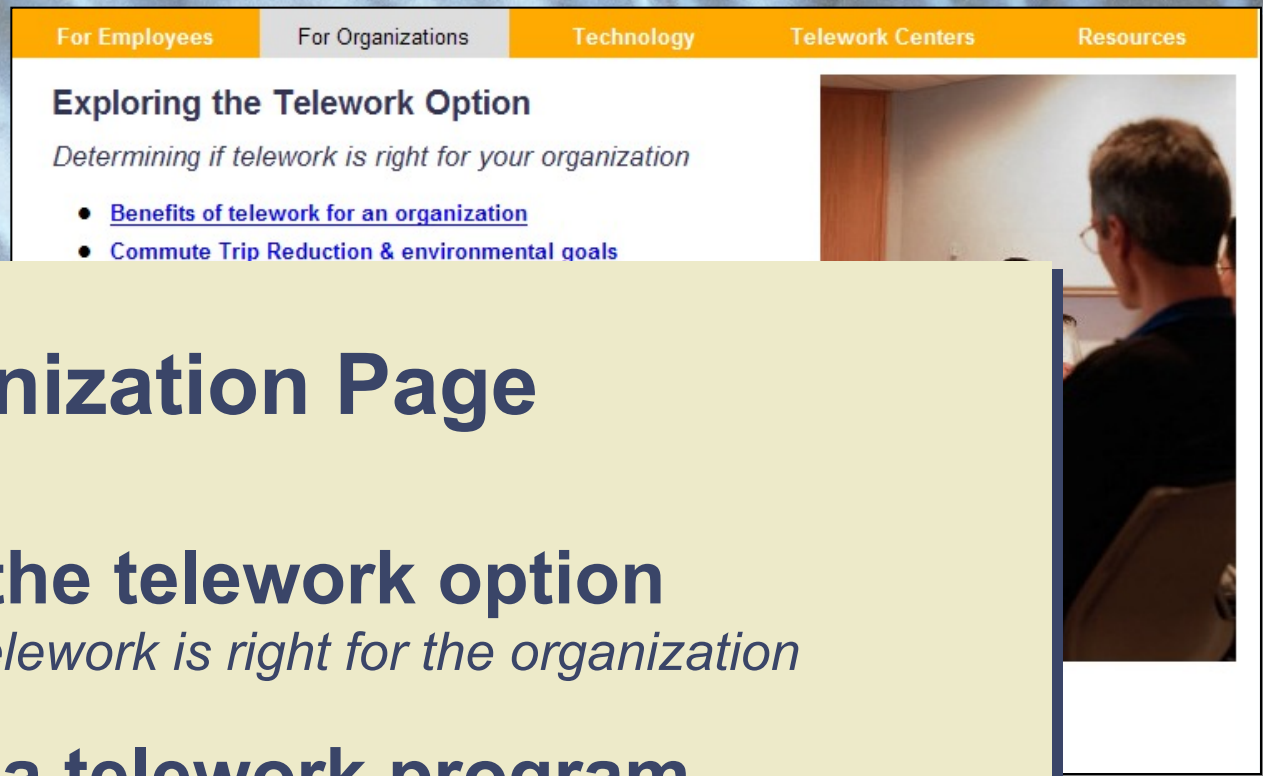 For Employees For Organizations Technology Telework Centers Resources
Exploring the Telework Option
Determining if telework is right for your organization
• Benefits of telework for an organization
• Commute Trip Reduction & environmental goals
nization Page
the telework option
elework is right for the organization
a telework program